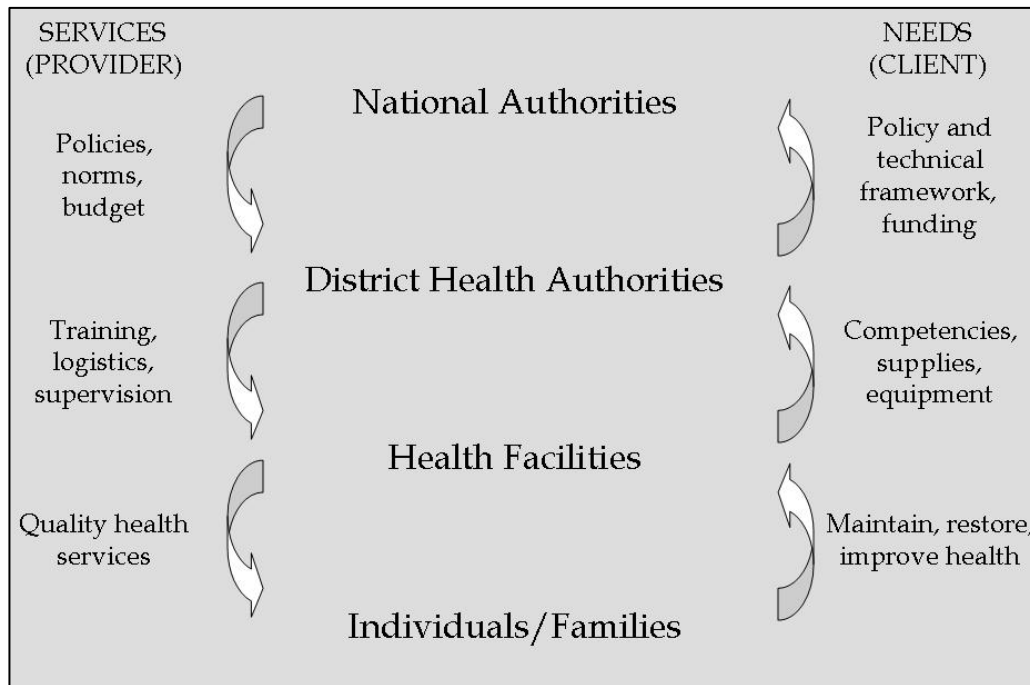 SERVICES
(PROVIDER)
NEEDS
(CLIENT)
National Authorities
Policies,
norms,
budget
Policy and
technical
framework,
funding
District Health Authorities
Training,
logistics,
supervision
Competencies,
supplies,
equipment
Health Facilities
Quality health
services
Maintain, restore,
improve health
Individuals/Families